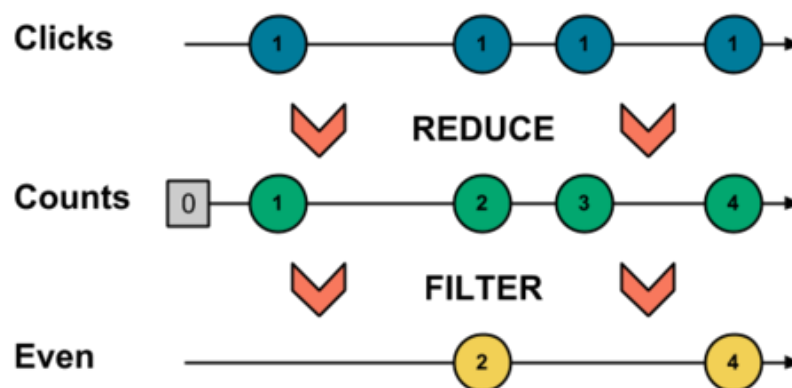 Clicks 1 1 1 1
REDUCE
Counts 0 1 2 3 4
FILTER
Even 2 4